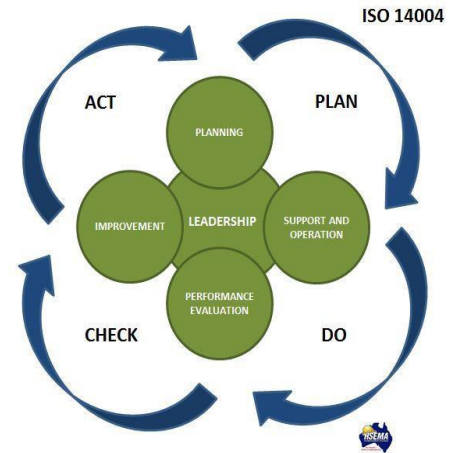 ISO 14004
ACT
PLAN
PLANNING
IMPROVEMENT
LEADERSHIP
SUPPORT AND
OPERATION
PERFORMANCE
EVALUATION
CHECK
DO
HSEMA